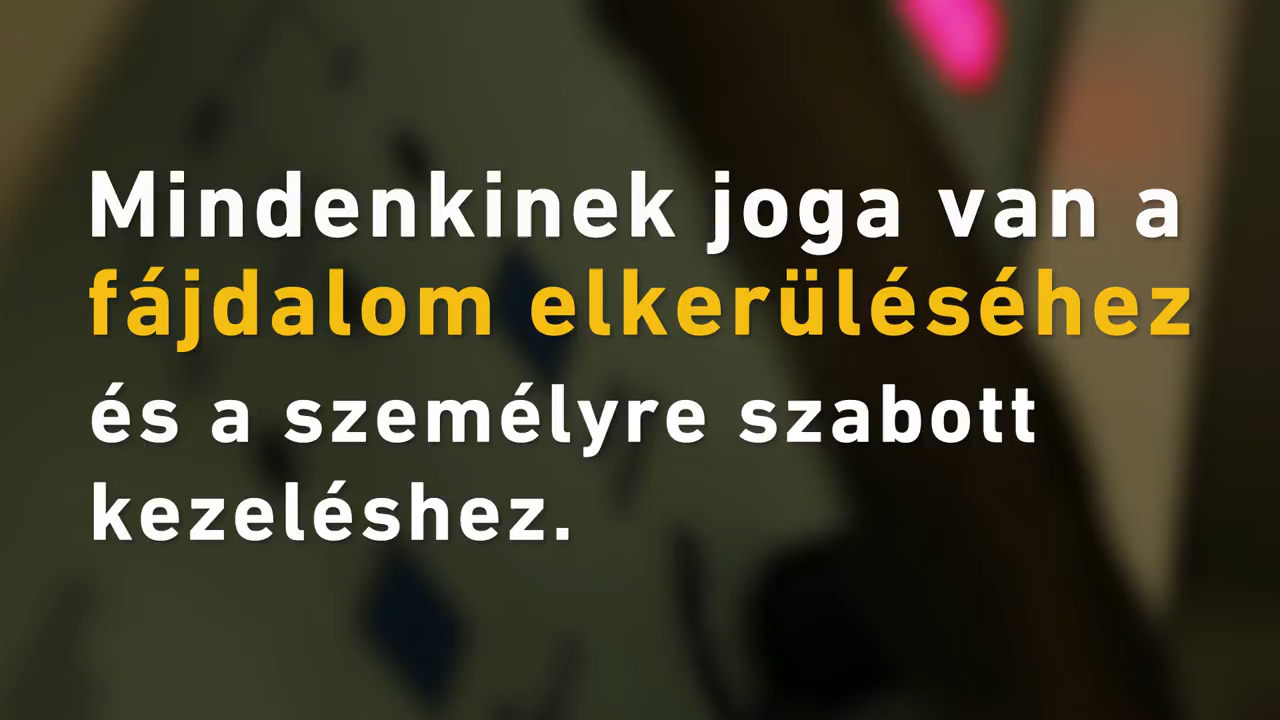 Mindenkinek joga van a
fájdalom elkerüléséhez
és a személyre szabott
kezeléshez.